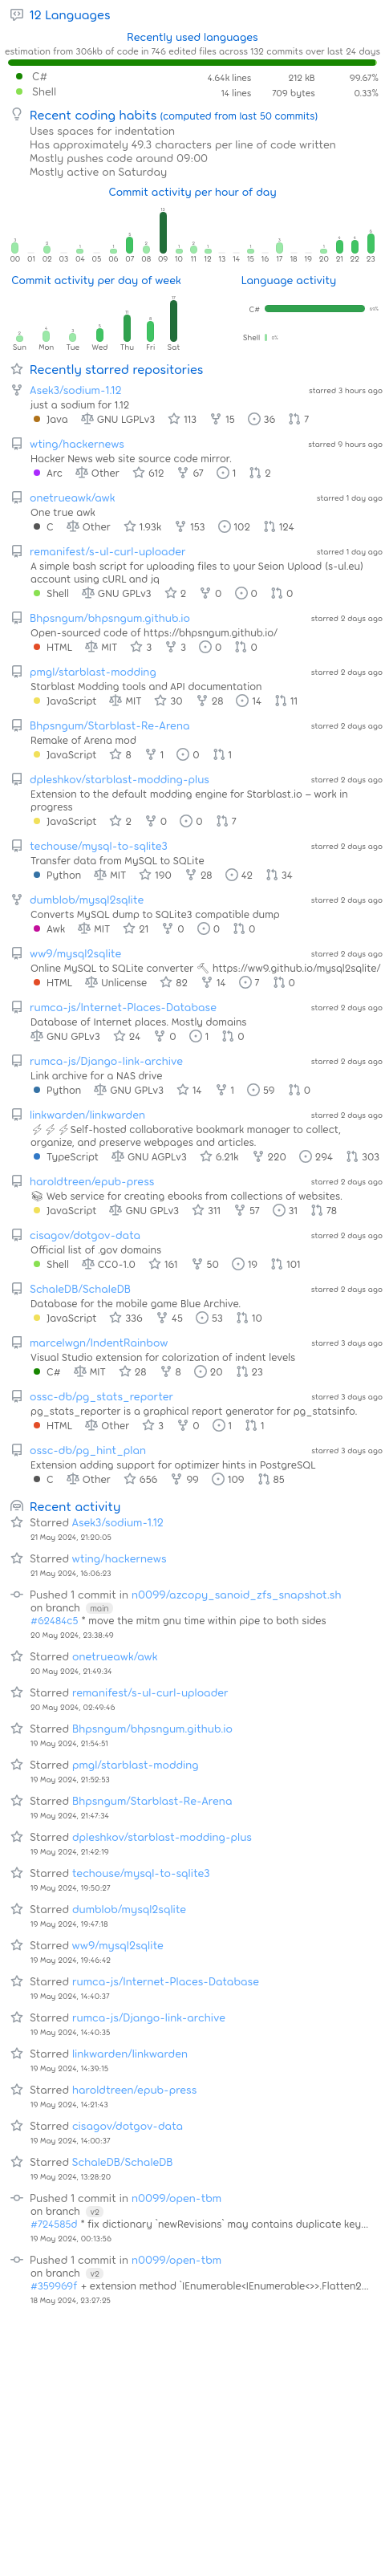 12 Languages
Recently used languages
estimation from 306kb of code in 746 edited files across 132 commits over last 24 days
C# 4.64k lines 212 kB 99.67%
Shell 14 lines 709 bytes 0.33%
Recent coding habits (computed from last 50 commits)
Uses spaces for indentation
Has approximately 49.3 characters per line of code written
Mostly pushes code around 09:00
Mostly active on Saturday
Commit activity per hour of day
00 01 02 03 04 05 06 07 08 09 10 11 12 13 14 15 16 17 18 19 20 21 22 23
Commit activity per day of week
Language activity
C#
Shell
Sun Mon Tue Wed Thu Fri Sat
Recently starred repositories
Asek3/sodium-1.12 starred 3 hours ago
just a sodium for 1.12
Java GNU LGPLv3 113 15 36 7
wting/hackernews starred 9 hours ago
Hacker News web site source code mirror.
Arc Other 612 67 1 2
onetrueawk/awk starred 1 day ago
One true awk
C Other 1.93k 153 102 124
remanifest/s-ul-curl-uploader starred 1 day ago
A simple bash script for uploading files to your Seion Upload (s-ul.eu)
account using cURL and jq
Shell GNU GPLv3 2 0 0 0
Bhpsngum/bhpsngum.github.io starred 2 days ago
Open-sourced code of https://bhpsngum.github.io/
HTML MIT 3 3 0 0
pmgl/starblast-modding starred 2 days ago
Starblast Modding tools and API documentation
JavaScript MIT 30 28 14 11
Bhpsngum/Starblast-Re-Arena starred 2 days ago
Remake of Arena mod
JavaScript 8 1 0 1
dpleshkov/starblast-modding-plus starred 2 days ago
Extension to the default modding engine for Starblast.io – work in
progress
JavaScript 2 0 0 7
techouse/mysql-to-sqlite3 starred 2 days ago
Transfer data from MySQL to SQLite
Python MIT 190 28 42 34
dumblob/mysql2sqlite starred 2 days ago
Converts MySQL dump to SQLite3 compatible dump
Awk MIT 21 0 0 0
ww9/mysql2sqlite starred 2 days ago
Online MySQL to SQLite converter 🔨 https://ww9.github.io/mysql2sqlite/
HTML Unlicense 82 14 7 0
rumca-js/Internet-Places-Database starred 2 days ago
Database of Internet places. Mostly domains
GNU GPLv3 24 0 1 0
rumca-js/Django-link-archive starred 2 days ago
Link archive for a NAS drive
Python GNU GPLv3 14 1 59 0
linkwarden/linkwarden starred 2 days ago
⚡️⚡️⚡️Self-hosted collaborative bookmark manager to collect,
organize, and preserve webpages and articles.
TypeScript GNU AGPLv3 6.21k 220 294 303
haroldtreen/epub-press starred 2 days ago
📚 Web service for creating ebooks from collections of websites.
JavaScript GNU GPLv3 311 57 31 78
cisagov/dotgov-data starred 2 days ago
Official list of .gov domains
Shell CC0-1.0 161 50 19 101
SchaleDB/SchaleDB starred 2 days ago
Database for the mobile game Blue Archive.
JavaScript 336 45 53 10
marcelwgn/IndentRainbow starred 3 days ago
Visual Studio extension for colorization of indent levels
C# MIT 28 8 20 23
ossc-db/pg_stats_reporter starred 3 days ago
pg_stats_reporter is a graphical report generator for pg_statsinfo.
HTML Other 3 0 1 1
ossc-db/pg_hint_plan starred 3 days ago
Extension adding support for optimizer hints in PostgreSQL
C Other 656 99 109 85
Recent activity
Starred Asek3/sodium-1.12
21 May 2024, 21:20:05
Starred wting/hackernews
21 May 2024, 16:06:23
Pushed 1 commit in n0099/azcopy_sanoid_zfs_snapshot.sh
on branch main
#62484c5 * move the mitm gnu time within pipe to both sides
20 May 2024, 23:38:49
Starred onetrueawk/awk
20 May 2024, 21:49:34
Starred remanifest/s-ul-curl-uploader
20 May 2024, 02:49:46
Starred Bhpsngum/bhpsngum.github.io
19 May 2024, 21:54:51
Starred pmgl/starblast-modding
19 May 2024, 21:52:53
Starred Bhpsngum/Starblast-Re-Arena
19 May 2024, 21:47:34
Starred dpleshkov/starblast-modding-plus
19 May 2024, 21:42:19
Starred techouse/mysql-to-sqlite3
19 May 2024, 19:50:27
Starred dumblob/mysql2sqlite
19 May 2024, 19:47:18
Starred ww9/mysql2sqlite
19 May 2024, 19:46:42
Starred rumca-js/Internet-Places-Database
19 May 2024, 14:40:37
Starred rumca-js/Django-link-archive
19 May 2024, 14:40:35
Starred linkwarden/linkwarden
19 May 2024, 14:39:15
Starred haroldtreen/epub-press
19 May 2024, 14:21:43
Starred cisagov/dotgov-data
19 May 2024, 14:00:37
Starred SchaleDB/SchaleDB
19 May 2024, 13:28:20
Pushed 1 commit in n0099/open-tbm
on branch v2
#724585d * fix dictionary `newRevisions` may contains duplicate key...
19 May 2024, 00:13:56
Pushed 1 commit in n0099/open-tbm
on branch v2
#359969f + extension method `IEnumerable<IEnumerable<>>.Flatten2...
18 May 2024, 23:27:25